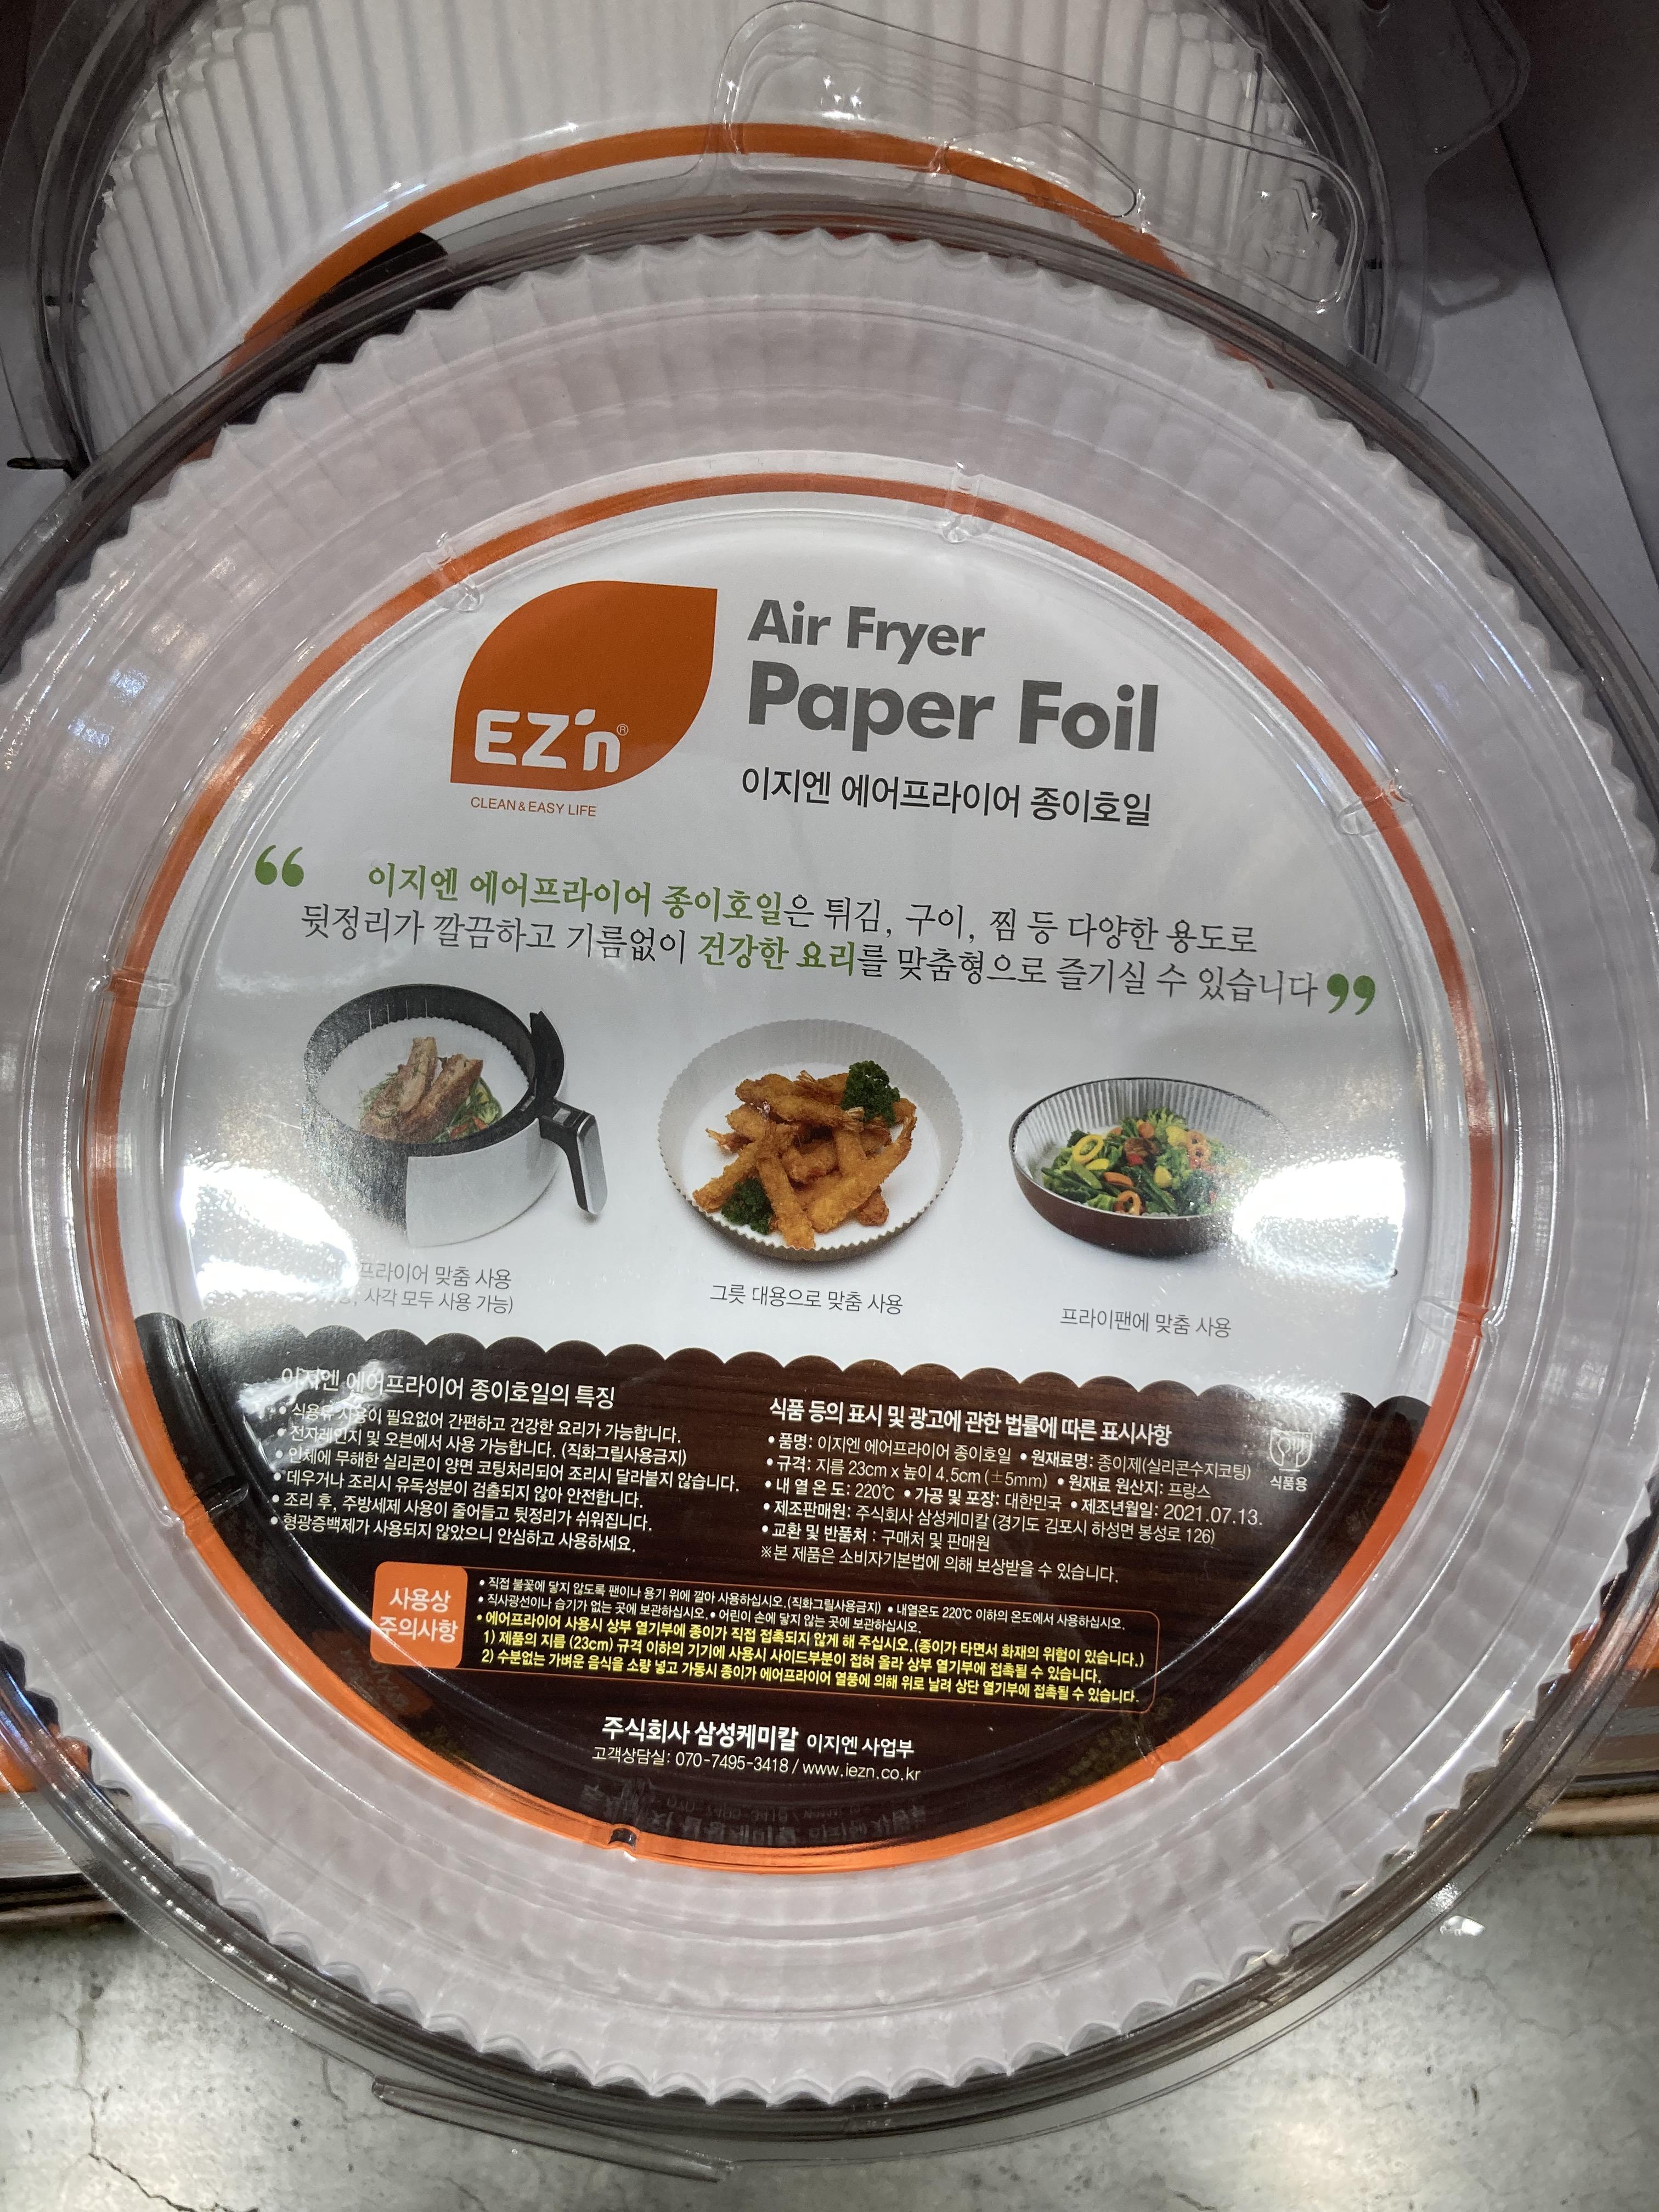 EZ'n®
CLEAN & EASY LIFE
Air Fryer
Paper Foil
이지엔 에어프라이어 종이호일
“ 이지엔 에어프라이어 종이호일은 튀김, 구이, 찜 등 다양한 용도로
뒷정리가 깔끔하고 기름없이 건강한 요리를 맞춤형으로 즐기실 수 있습니다 ”
프라이어 맞춤 사용
사각 모두 사용 가능)
그릇 대용으로 맞춤 사용
프라이팬에 맞춤 사용
이지엔 에어프라이어 종이호일의 특징
• 식용유 사용이 필요없어 간편하고 건강한 요리가 가능합니다.
• 전자레인지 및 오븐에서 사용 가능합니다. (직화그릴사용금지)
• 인체에 무해한 실리콘이 양면 코팅처리되어 조리시 달라붙지 않습니다.
• 데우거나 조리시 유독성분이 검출되지 않아 안전합니다.
• 조리 후, 주방세제 사용이 줄어들고 뒷정리가 쉬워집니다.
• 형광증백제가 사용되지 않았으니 안심하고 사용하세요.
식품 등의 표시 및 광고에 관한 법률에 따른 표시사항
• 품명: 이지엔 에어프라이어 종이호일 • 원재료명: 종이제(실리콘수지코팅)
• 규격: 지름 23cm x 높이 4.5cm (±5mm) • 원재료 원산지: 프랑스
• 내 열 온 도: 220℃ • 가공 및 포장: 대한민국 • 제조년월일: 2021.07.13.
• 제조판매원: 주식회사 삼성케미칼 (경기도 김포시 하성면 봉성로 126)
• 교환 및 반품처 : 구매처 및 판매원
※본 제품은 소비자기본법에 의해 보상받을 수 있습니다.
식품용
사용상
주의사항
• 직접 불꽃에 닿지 않도록 팬이나 용기 위에 깔아 사용하십시오.(직화그릴사용금지) • 내열온도 220℃ 이하의 온도에서 사용하십시오.
• 직사광선이나 습기가 없는 곳에 보관하십시오. • 어린이 손에 닿지 않는 곳에 보관하십시오.
• 에어프라이어 사용시 상부 열기부에 종이가 직접 접촉되지 않게 해 주십시오.(종이가 타면서 화재의 위험이 있습니다.)
1) 제품의 지름 (23cm) 규격 이하의 기기에 사용시 사이드부분이 접혀 올라 상부 열기부에 접촉될 수 있습니다.
2) 수분없는 가벼운 음식을 소량 넣고 가동시 종이가 에어프라이어 열풍에 의해 위로 날려 상단 열기부에 접촉될 수 있습니다.
주식회사 삼성케미칼 이지엔 사업부
고객상담실: 070-7495-3418 / www.iezn.co.kr